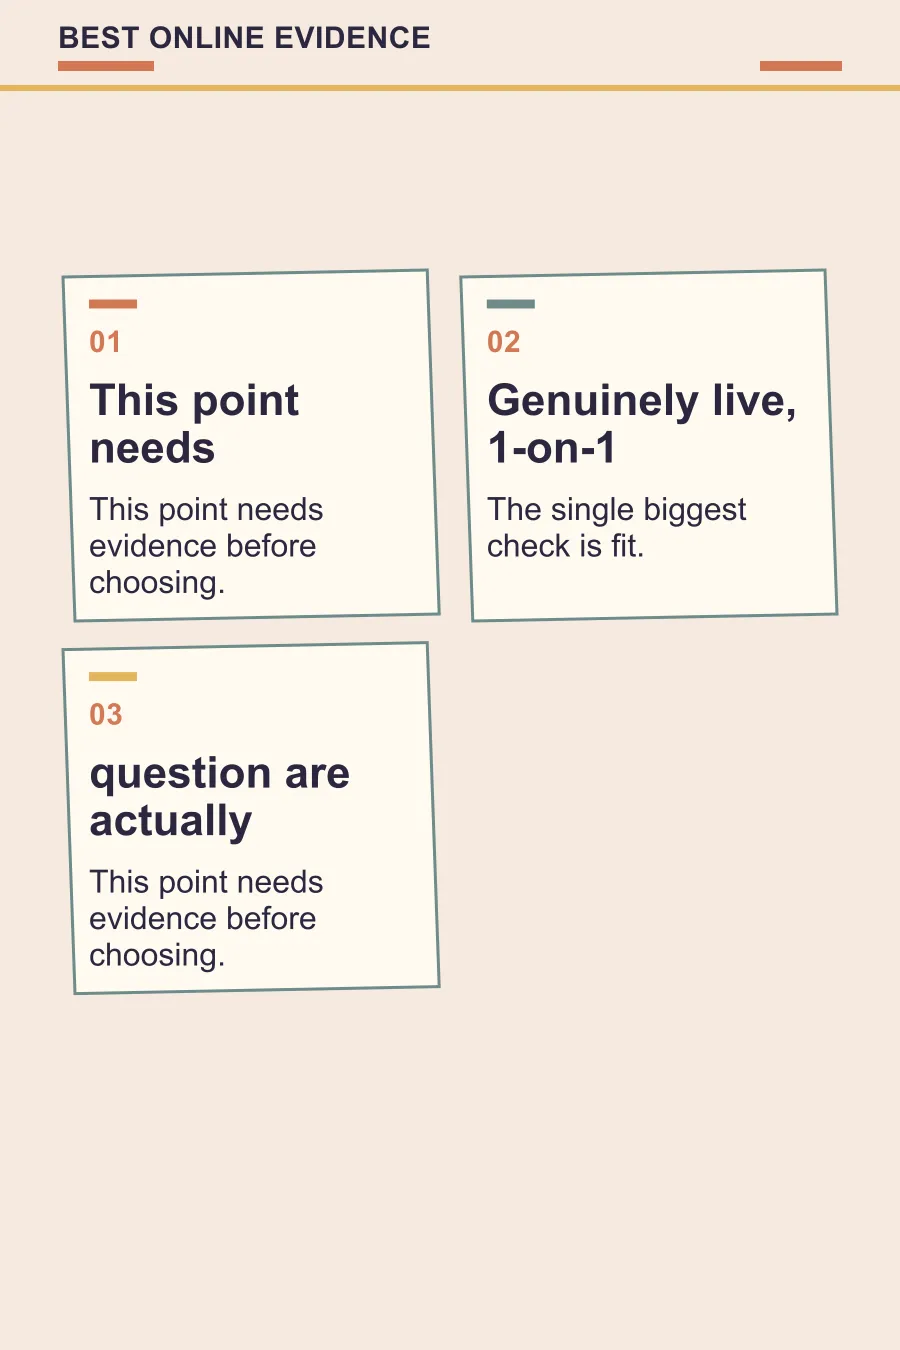 BEST ONLINE EVIDENCE
01
This point
needs
This point needs
evidence before
choosing.
02
Genuinely live,
1-on-1
The single biggest
check is fit.
03
question are
actually
This point needs
evidence before
choosing.